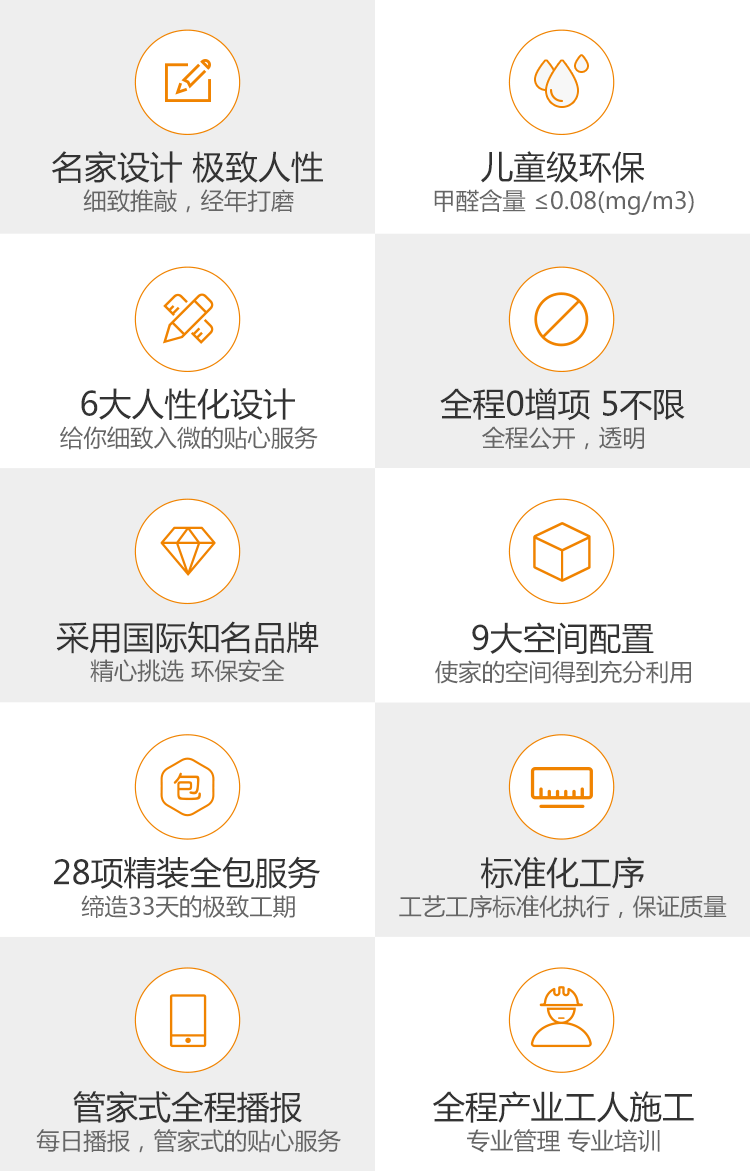 名家设计 极致人性
细致推敲，经年打磨
儿童级环保
甲醛含量 ≤0.08(mg/m3)
6大人性化设计
给你细致入微的贴心服务
全程0增项 5不限
全程公开，透明
采用国际知名品牌
精心挑选 环保安全
9大空间配置
使家的空间得到充分利用
包
28项精装全包服务
缔造33天的极致工期
标准化工序
工艺工序标准化执行，保证质量
管家式全程播报
每日播报，管家式的贴心服务
全程产业工人施工
专业管理 专业培训